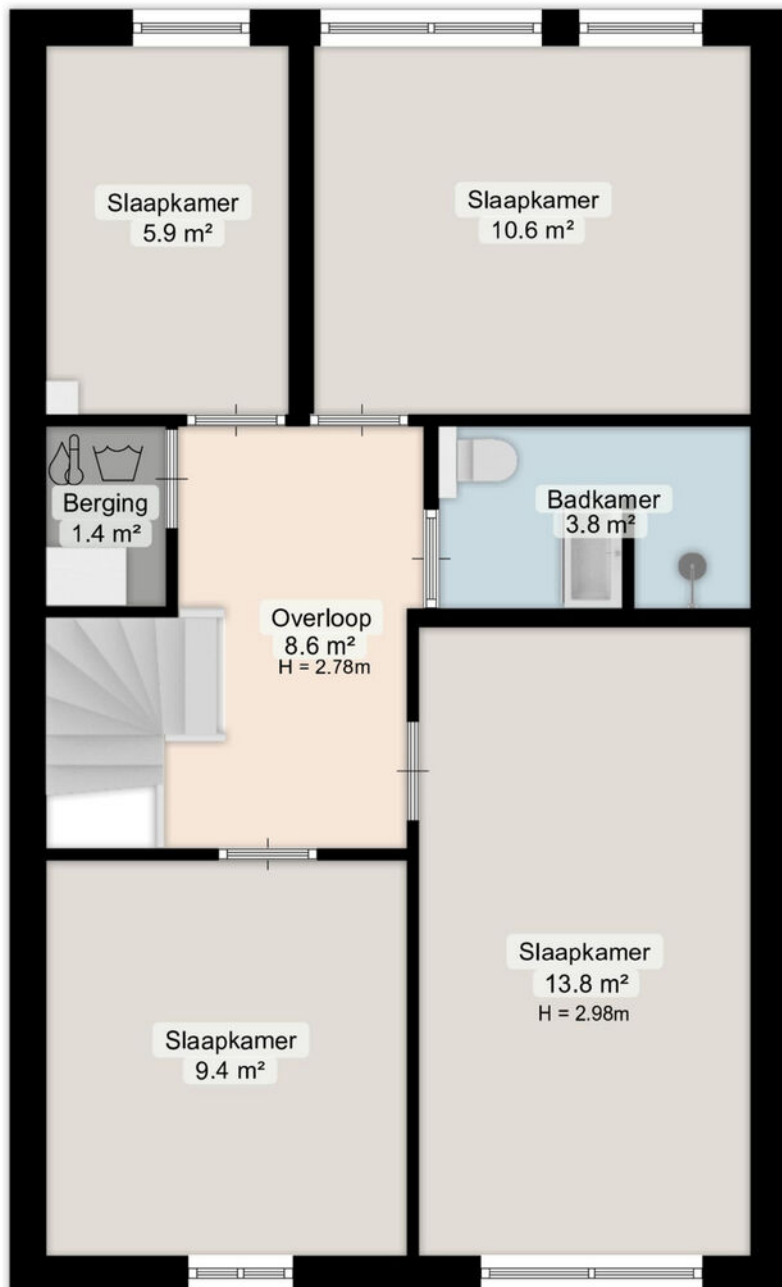 Slaapkamer
5.9 m²
Slaapkamer
10.6 m²
Berging
1.4 m²
Badkamer
3.8 m²
Overloop
8.6 m²
H = 2.78m
Slaapkamer
13.8 m²
H = 2.98m
Slaapkamer
9.4 m²